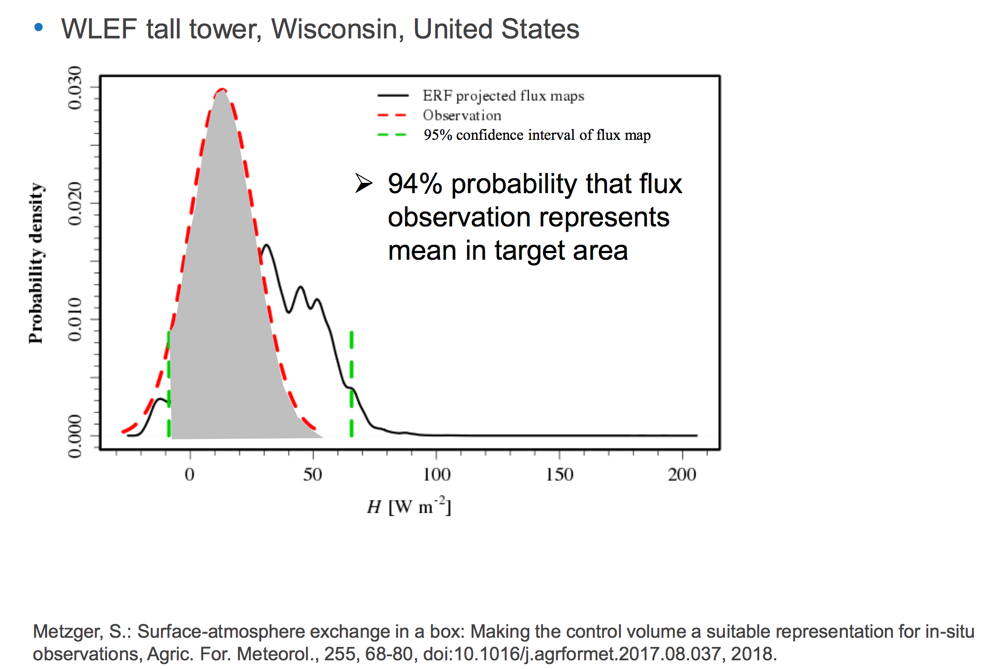 • WLEF tall tower, Wisconsin, United States
0.030
0.020
0.010
0.000
Probability density
ERF projected flux maps
Observation
95% confidence interval of flux map
➢ 94% probability that flux
observation represents
mean in target area
0 50 100 150 200
H [W m⁻²]
Metzger, S.: Surface-atmosphere exchange in a box: Making the control volume a suitable representation for in-situ
observations, Agric. For. Meteorol., 255, 68-80, doi:10.1016/j.agrformet.2017.08.037, 2018.